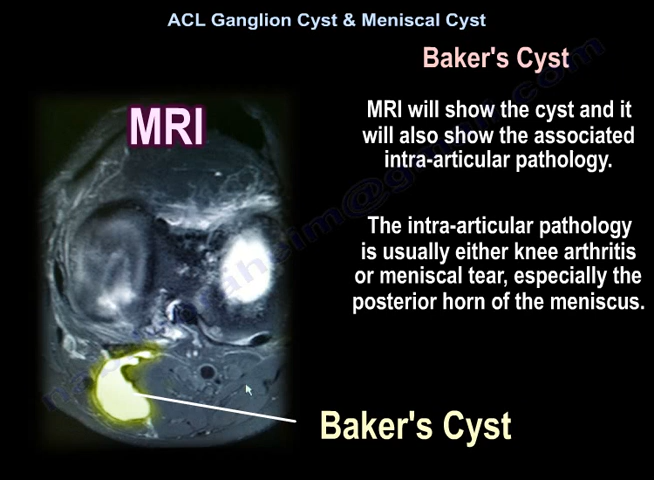 ACL Ganglion Cyst & Meniscal Cyst
Baker's Cyst
MRI
MRI will show the cyst and it
will also show the associated
intra-articular pathology.
The intra-articular pathology
is usually either knee arthritis
or meniscal tear, especially the
posterior horn of the meniscus.
Baker's Cyst